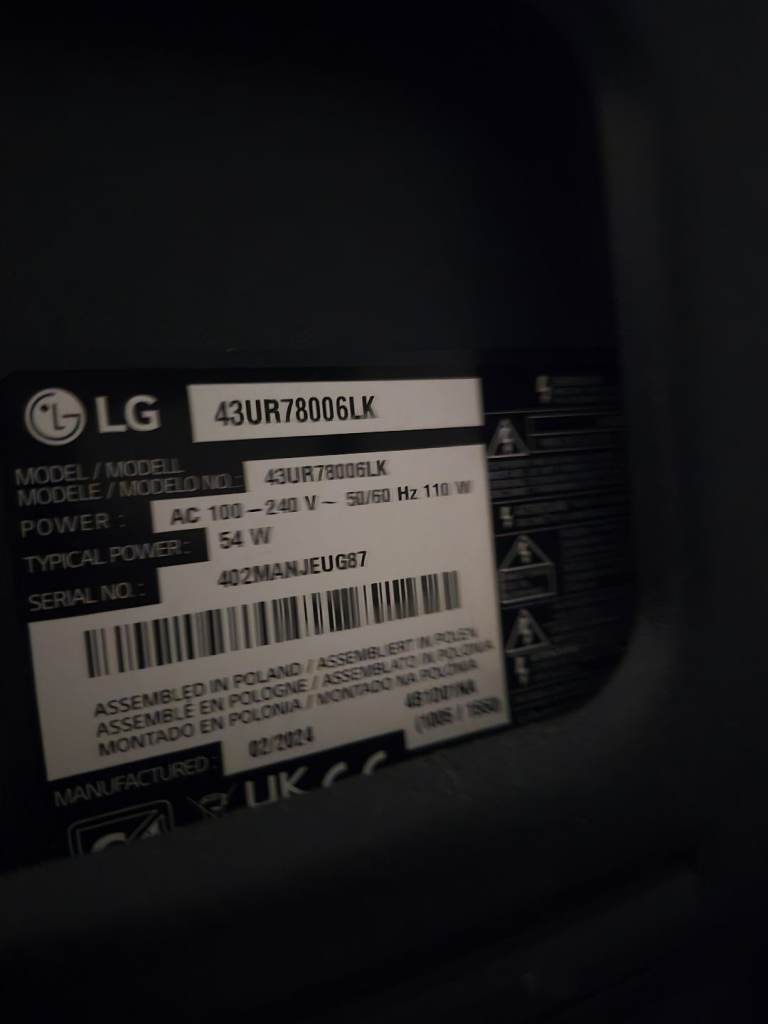 LG 43UR78006LK
MODEL / MODELL
MODELE / MODELO NO.: 43UR78006LK
POWER : AC 100 – 240 V ~ 50/60 Hz 110 W
TYPICAL POWER: 54 W
SERIAL NO. : 402MANJEUG87
ASSEMBLED IN POLAND / ASSEMBLIERT IN POLEN
ASSEMBLÉ EN POLOGNE / ASSEMBLATO IN POLONIA
MONTADO EN POLONIA / MONTADO NA POLÓNIA
MANUFACTURED : 02/2024
UK CE